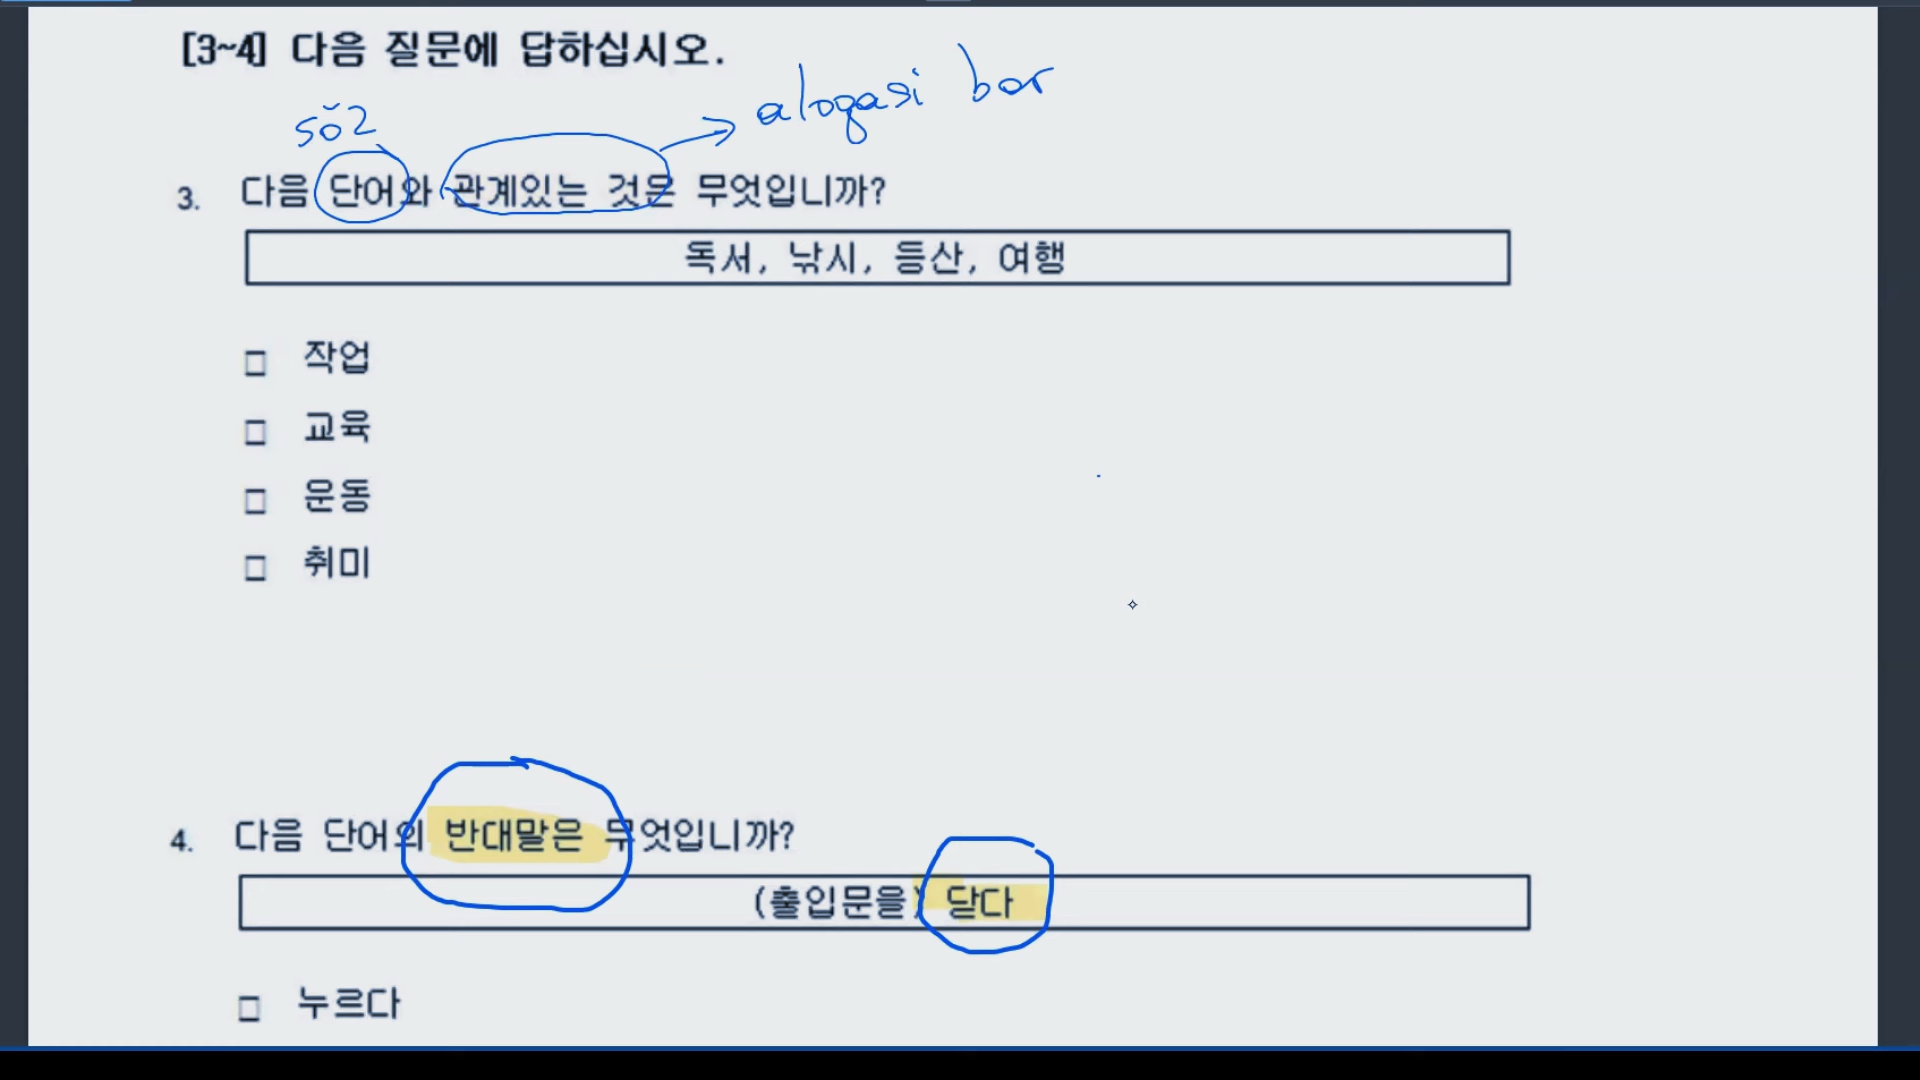 [3~4] 다음 질문에 답하십시오.
alogasi bor
sŏz
3. 다음 단어와 관계있는 것은 무엇입니까?
독서, 낚시, 등산, 여행
□ 작업
□ 교육
□ 운동
□ 취미
4. 다음 단어의 반대말은 무엇입니까?
(출입문을) 닫다
□ 누르다